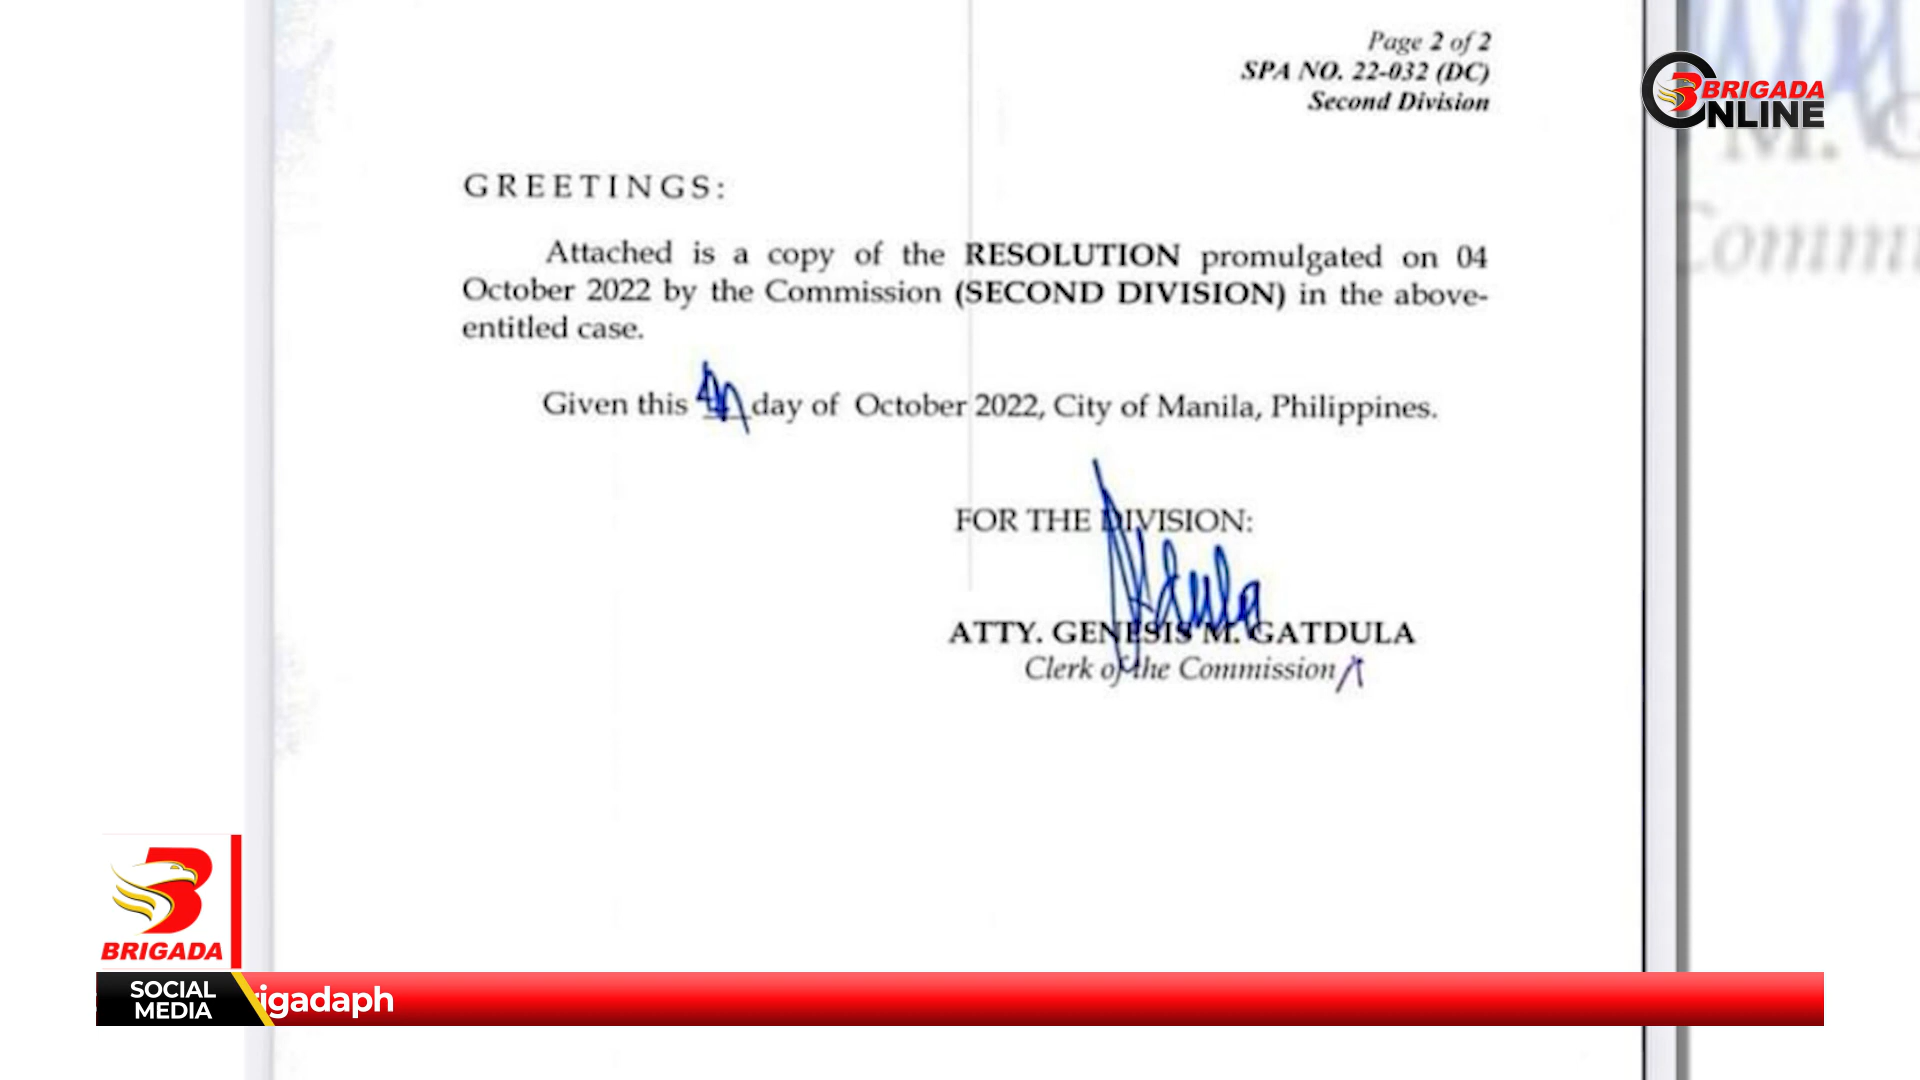 Page 2 of 2
SPA NO. 22-032 (DC)
Second Division
BRIGADA
ONLINE
GREETINGS:
Attached is a copy of the RESOLUTION promulgated on 04
October 2022 by the Commission (SECOND DIVISION) in the above-
entitled case.
Given this day of October 2022, City of Manila, Philippines.
FOR THE DIVISION:
ATTY. GENESIS M. GATDULA
Clerk of the Commission
BRIGADA
SOCIAL
MEDIA
igadaph